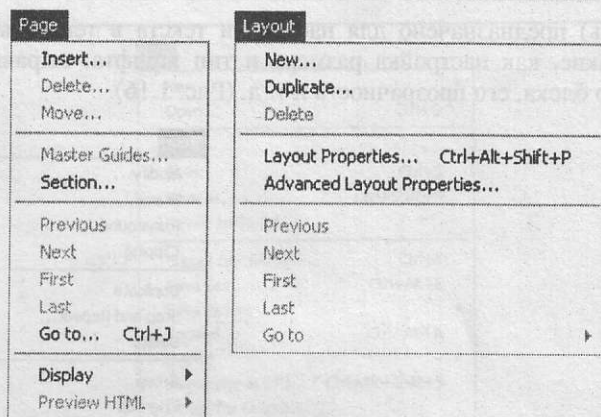 Page
Insert...
Delete...
Move...
Master Guides...
Section...
Previous
Next
First
Last
Go to... Ctrl+J
Display
Preview HTML
Layout
New...
Duplicate...
Delete
Layout Properties... Ctrl+Alt+Shift+P
Advanced Layout Properties...
Previous
Next
First
Last
Go to